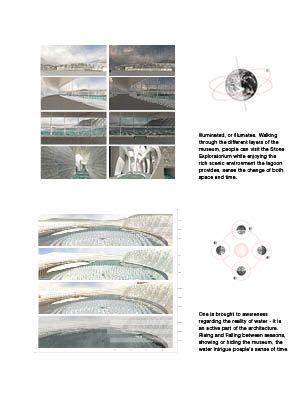 Illuminated, or Illumates. Walking
through the different layers of the
museum, people can visit the Stone
Exploratorium while enjoying the
rich scenic environment the lagoon
provides, sense the change of both
space and time.
One is brought to awareness
regarding the reality of water - it is
an active part of the architecture.
Rising and Falling between seasons,
showing or hiding the museum, the
water intrigue poeple's sense of time.